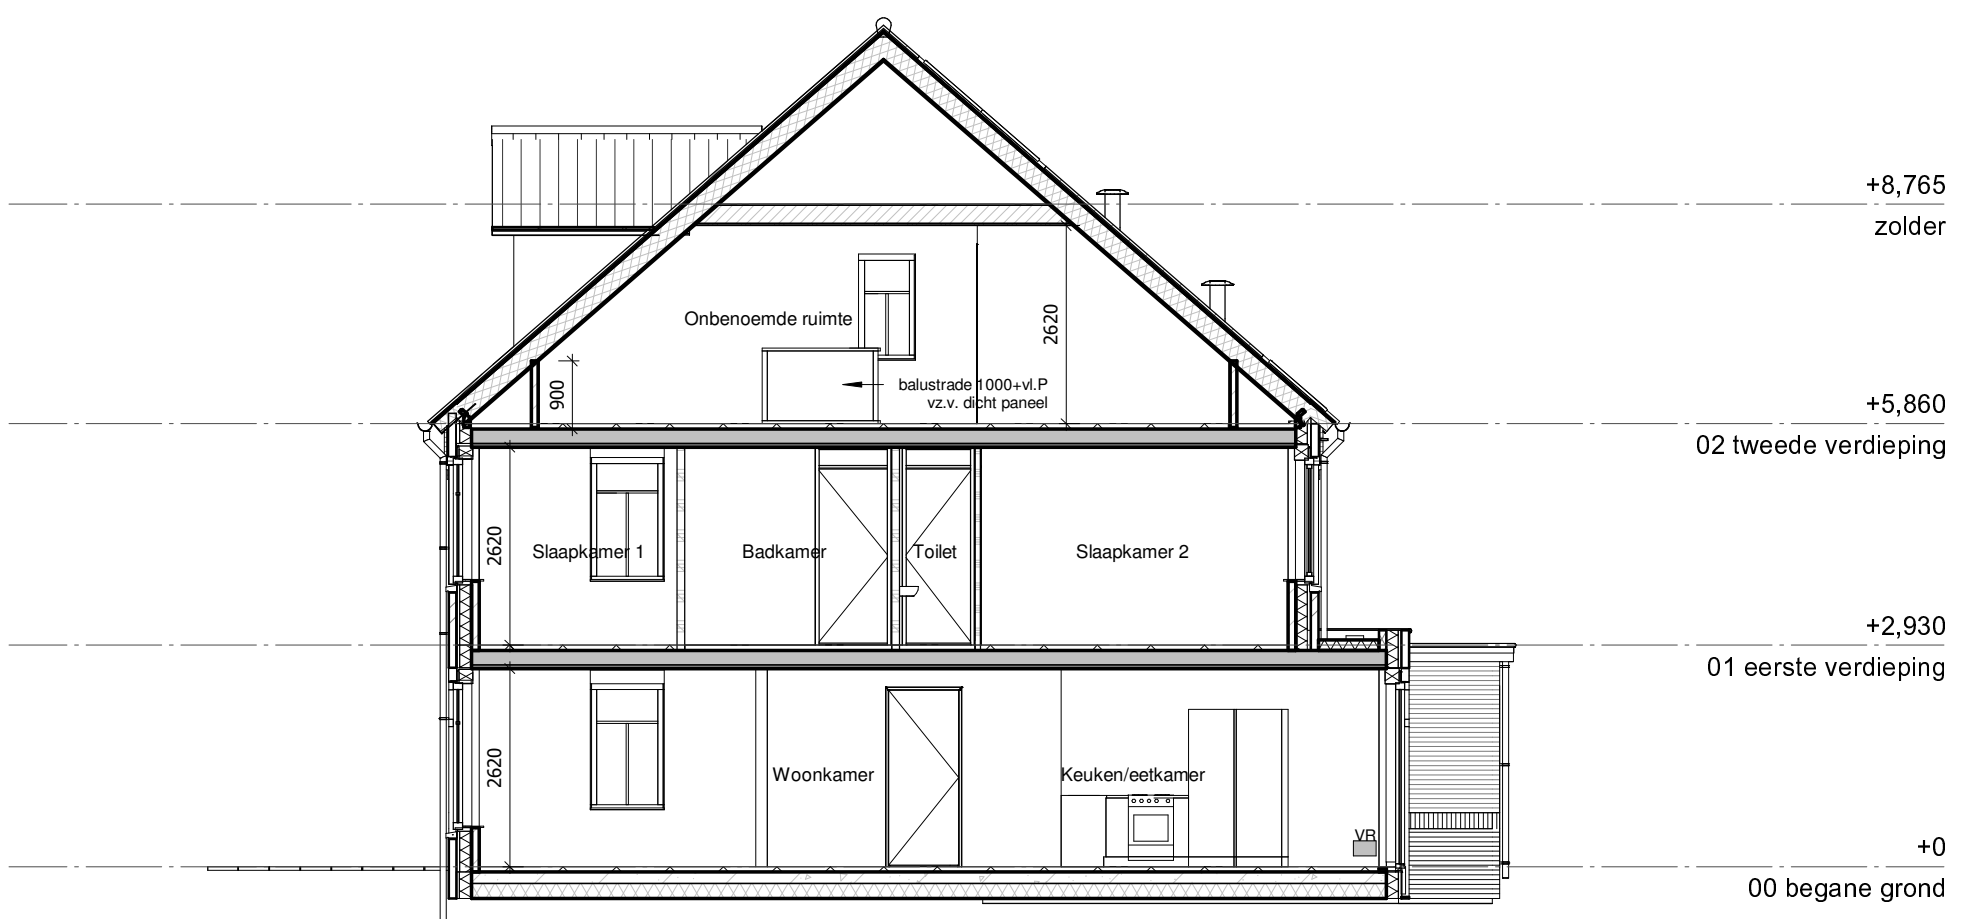 +8,765
zolder
Onbenoemde ruimte
2620
900
balustrade 1000+vl.P
vz.v. dicht paneel
+5,860
02 tweede verdieping
2620
Slaapkamer 1
Badkamer
Toilet
Slaapkamer 2
+2,930
01 eerste verdieping
2620
Woonkamer
Keuken/eetkamer
VR
+0
00 begane grond